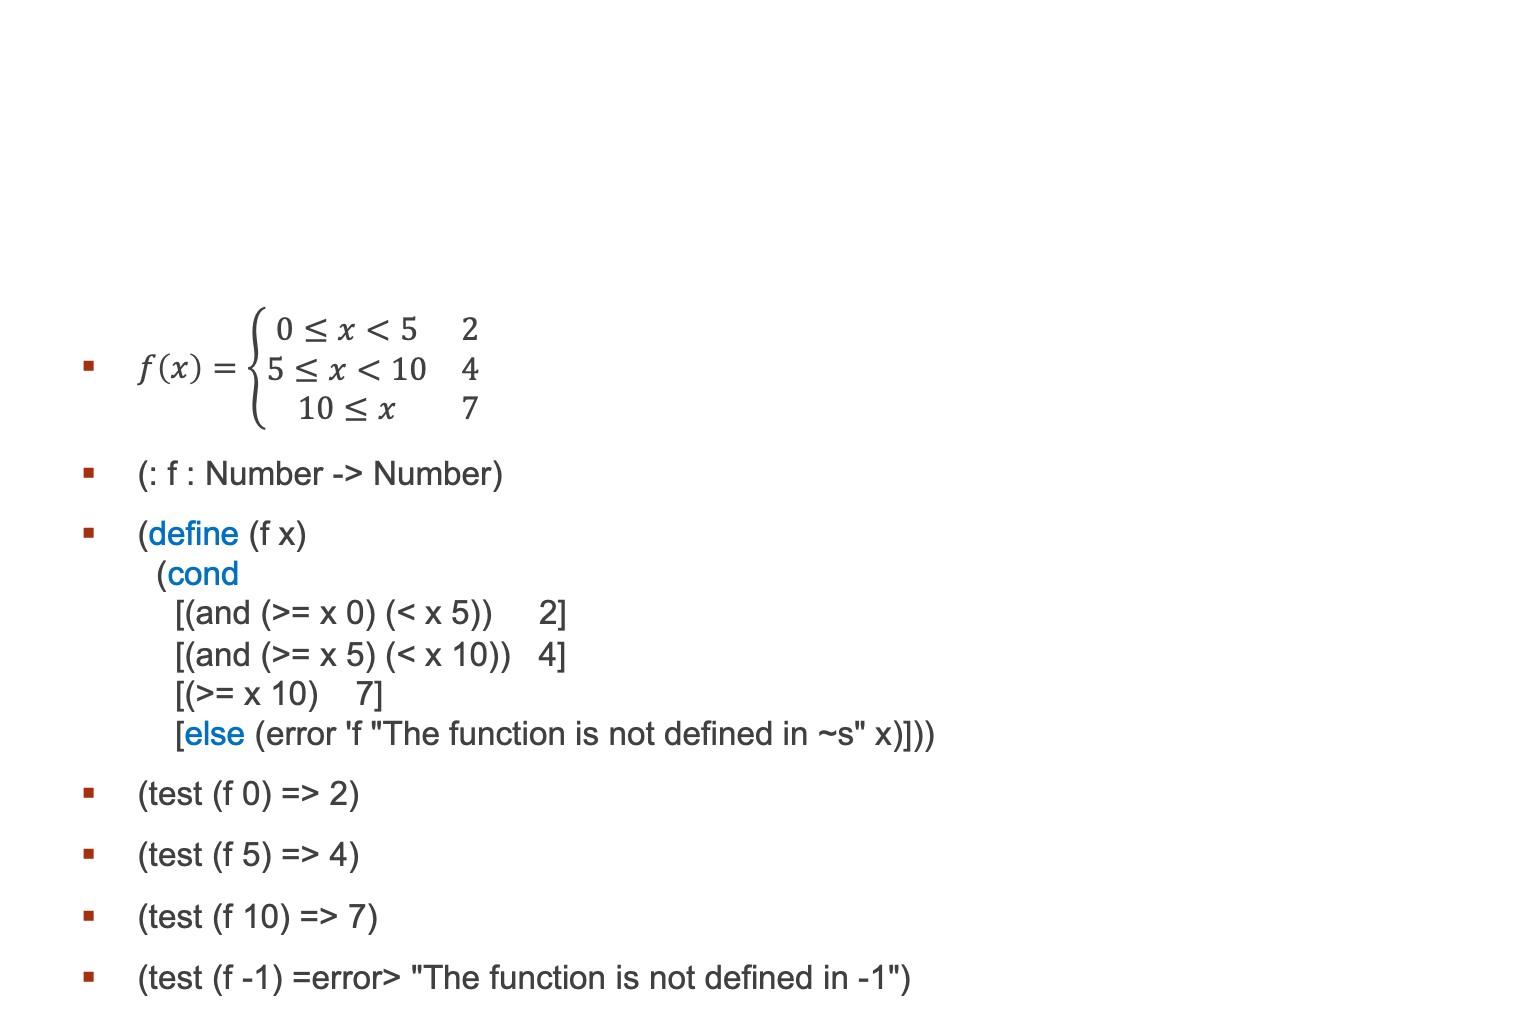 ▪ f(x) = { 0 ≤ x < 5 2
5 ≤ x < 10 4
10 ≤ x 7
▪ (: f : Number -> Number)
▪ (define (f x)
(cond
[(and (>= x 0) (< x 5)) 2]
[(and (>= x 5) (< x 10)) 4]
[(>= x 10) 7]
[else (error 'f "The function is not defined in ~s" x)]))
▪ (test (f 0) => 2)
▪ (test (f 5) => 4)
▪ (test (f 10) => 7)
▪ (test (f -1) =error> "The function is not defined in -1")